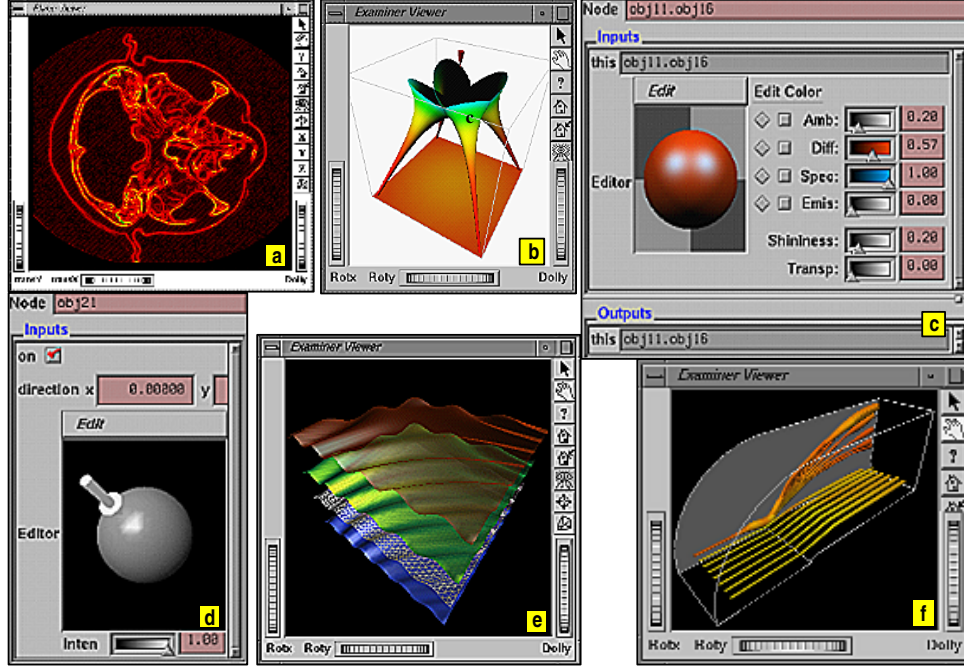 a
Examiner Viewer
c
b
Rotx Roty Dolly
Node obj11.obj16
Inputs
this obj11.obj16
Edit
Edit Color
Amb: 0.20
Diff: 0.57
Editor
Spec: 1.00
Emis: 0.00
Shininess: 0.20
Transp: 0.00
Outputs
this obj11.obj16
c
Node obj21
Inputs
on
direction x 0.00000 y
Edit
Editor
d
Inten 1.00
Examiner Viewer
?
e
Rotx Roty Dolly
Examiner Viewer
?
f
Rotx Roty Dolly